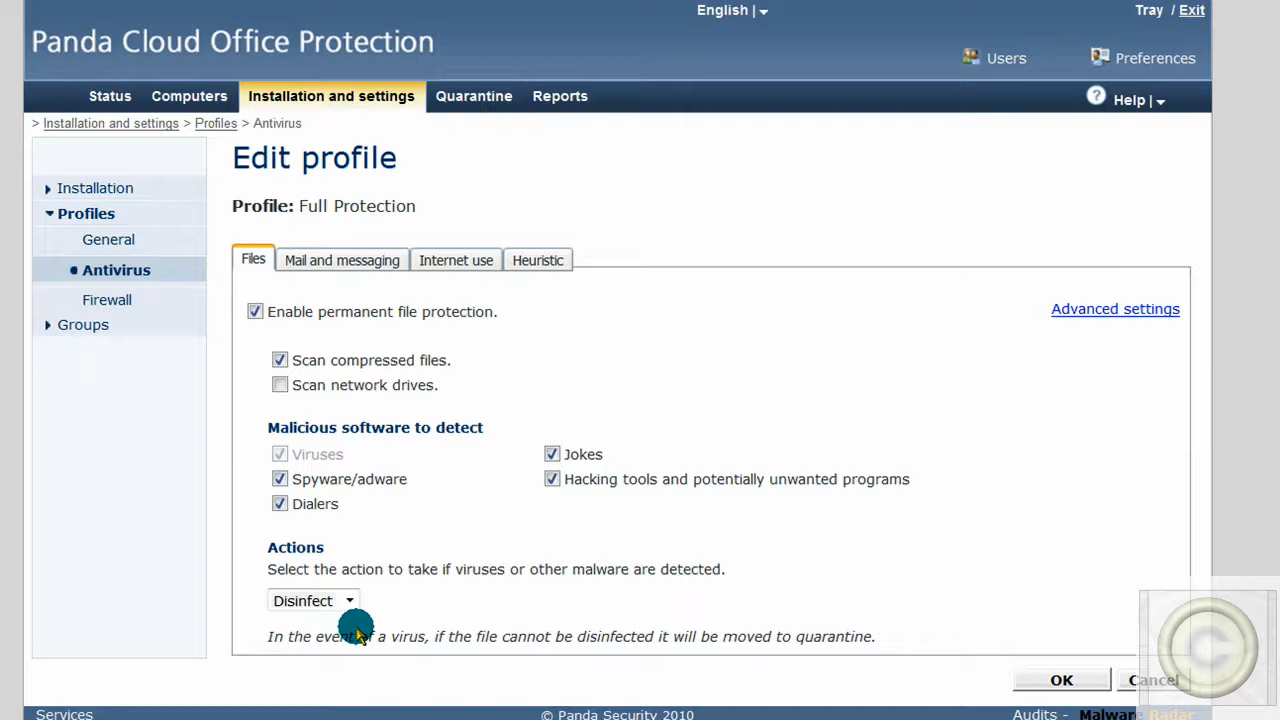 English |
Tray / Exit
Panda Cloud Office Protection
Users
Preferences
Status Computers Installation and settings Quarantine Reports
Help |
> Installation and settings > Profiles > Antivirus
Installation
Profiles
General
Antivirus
Firewall
Groups
Edit profile
Profile: Full Protection
Files Mail and messaging Internet use Heuristic
Enable permanent file protection.
Advanced settings
Scan compressed files.
Scan network drives.
Malicious software to detect
Viruses
Jokes
Spyware/adware
Hacking tools and potentially unwanted programs
Dialers
Actions
Select the action to take if viruses or other malware are detected.
Disinfect
In the event of a virus, if the file cannot be disinfected it will be moved to quarantine.
OK
Cancel
Services
© Panda Security 2010
Audits - Malware Radar